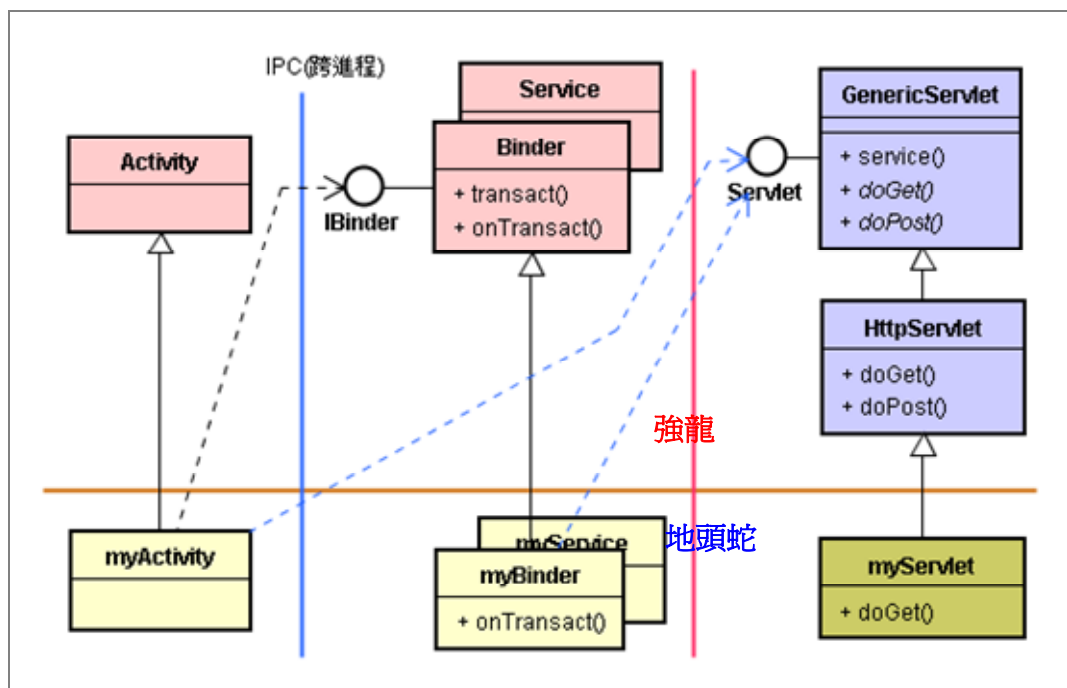 IPC(跨進程)
Activity
IBinder
Service
Binder
+ transact()
+ onTransact()
Servlet
GenericServlet
+ service()
+ doGet()
+ doPost()
HttpServlet
+ doGet()
+ doPost()
強龍
地頭蛇
myActivity
myService
myBinder
+ onTransact()
myServlet
+ doGet()